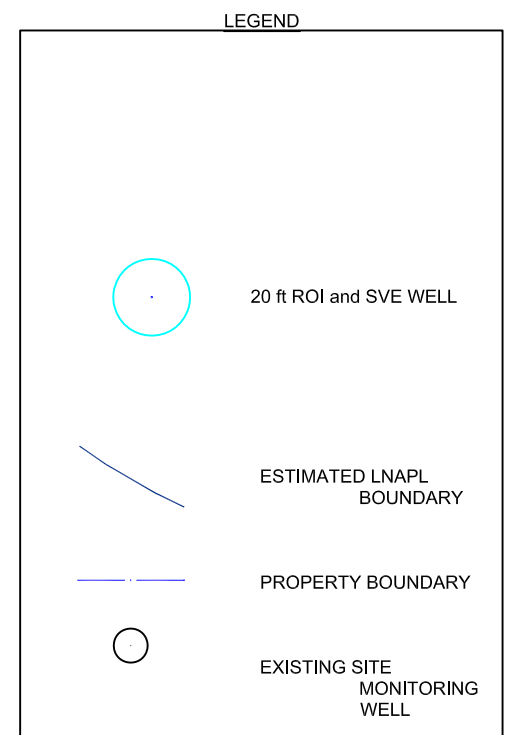 LEGEND
20 ft ROI and SVE WELL
ESTIMATED LNAPL
BOUNDARY
PROPERTY BOUNDARY
EXISTING SITE
MONITORING
WELL